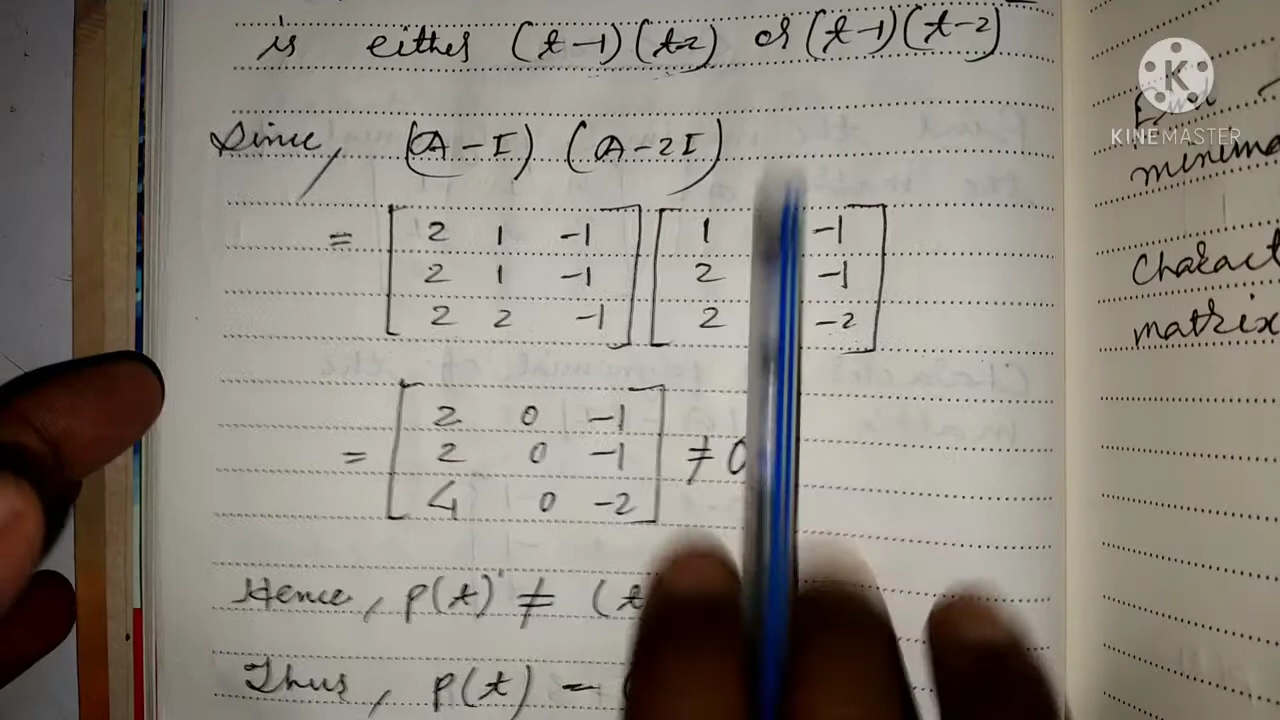 is either (t-1)(t-2) or (t-1)(t-2)
Since, (A-I) (A-2I)
= [2 1 -1] [1 -1]
[2 1 -1] [2 -1]
[2 2 -1] [2 -2]
= [2 0 -1]
[2 0 -1] ≠ 0
[4 0 -2]
Hence, p(t) ≠ (t
Thus, p(t) =
KINEMASTER
minima
Charact
matrix